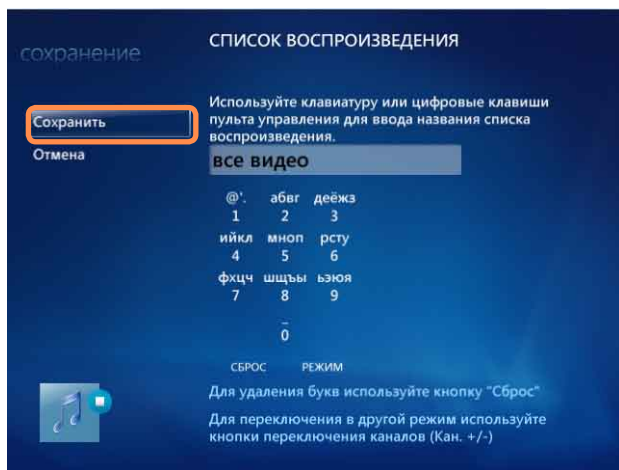 сохранение
СПИСОК ВОСПРОИЗВЕДЕНИЯ
Сохранить
Отмена
Используйте клавиатуру или цифровые клавиши
пульта управления для ввода названия списка
воспроизведения.
все видео
@'. абвг деёжз
1 2 3
ийкл мноп рсту
4 5 6
фхцч шщъы ьэюя
7 8 9
_
0
СБРОС РЕЖИМ
Для удаления букв используйте кнопку "Сброс"
Для переключения в другой режим используйте
кнопки переключения каналов (Кан. +/-)